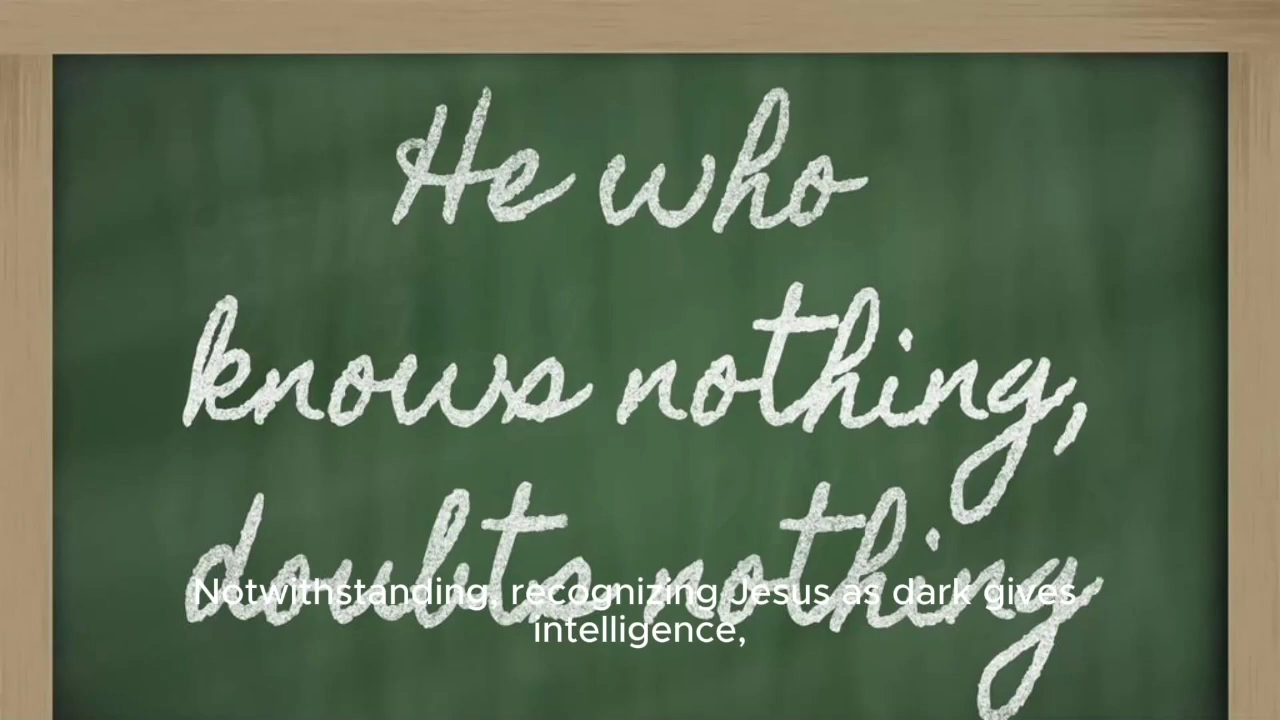 He who
knows nothing,
doubts nothing
Notwithstanding, recognizing Jesus as dark gives
intelligence,